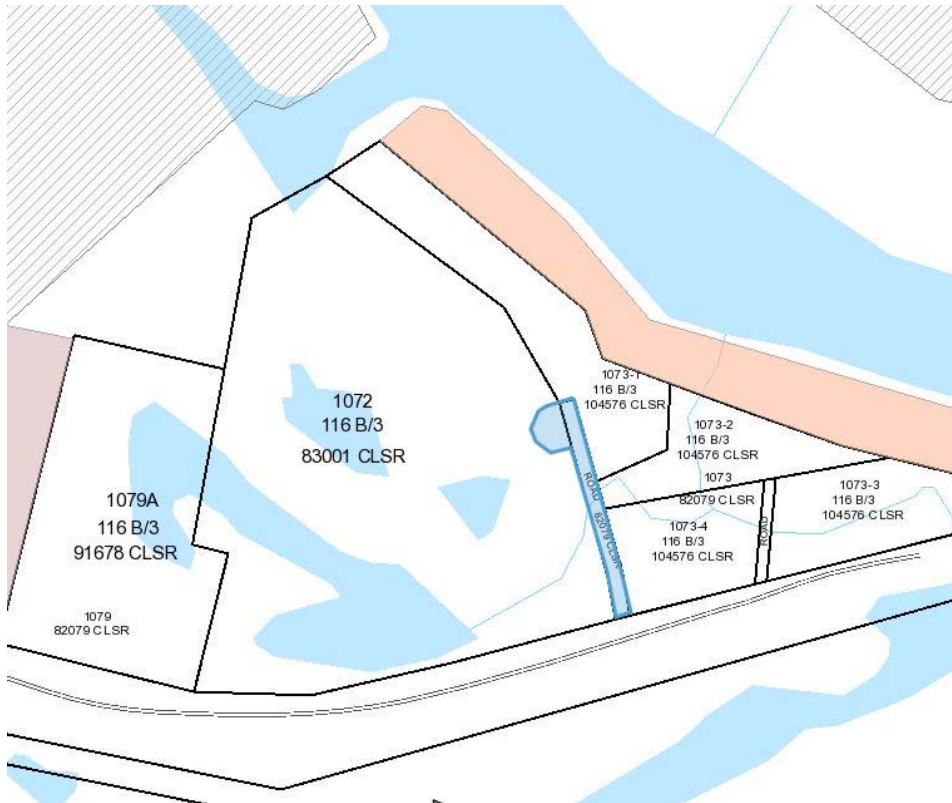 1073-1
116 B/3
104576 CLSR
1072
116 B/3
83001 CLSR
1073-2
116 B/3
104576 CLSR
1073
82079 CLSR
1073-3
116 B/3
104576 CLSR
1079A
116 B/3
91678 CLSR
ROAD 82079 CLSR
1073-4
116 B/3
104576 CLSR
ROAD
1079
82079 CLSR